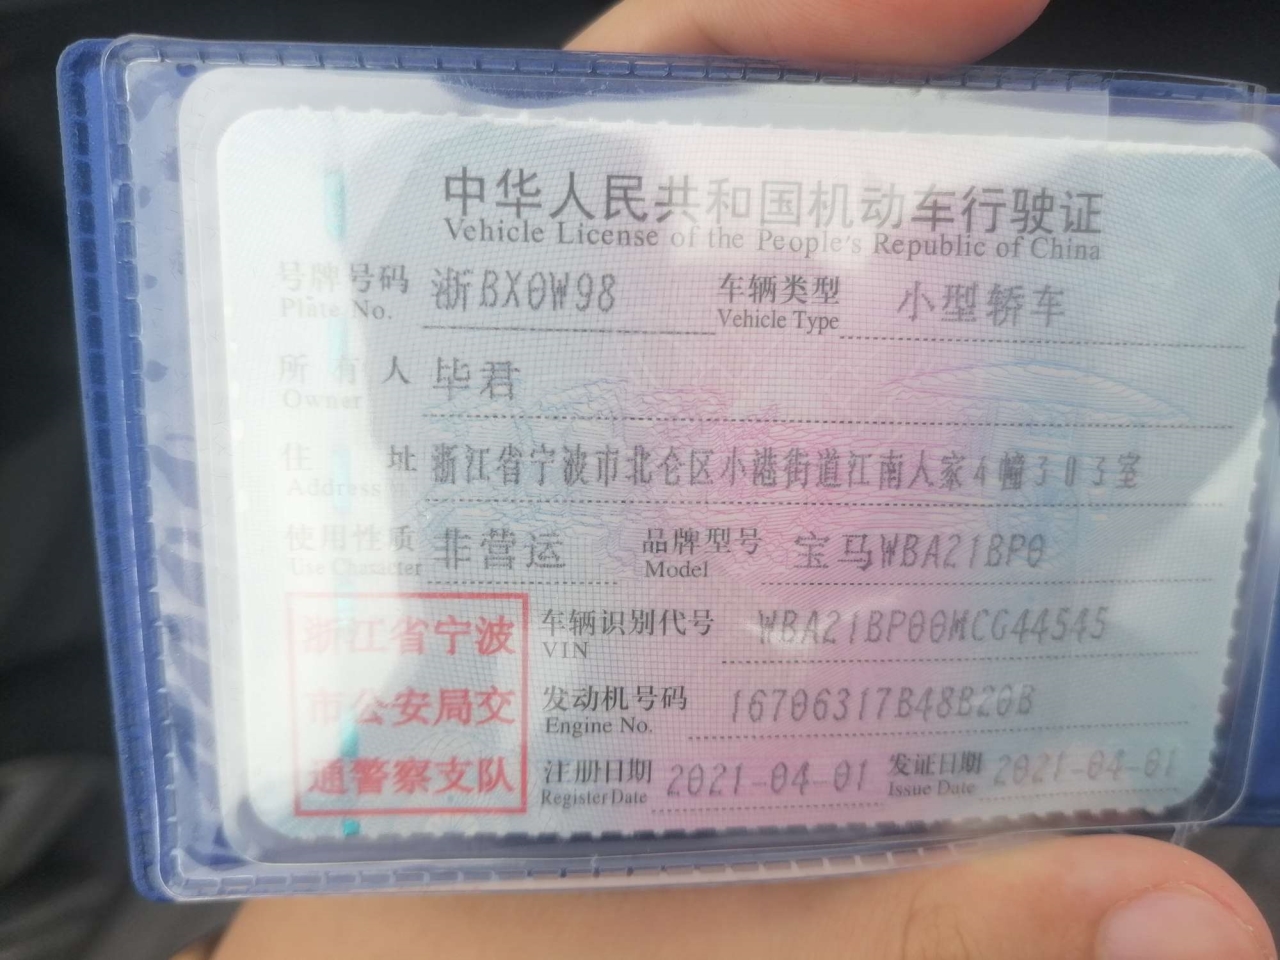 中华人民共和国机动车行驶证
Vehicle License of the People's Republic of China
号牌号码 浙BX0W98 车辆类型 小型轿车
Plate No. Vehicle Type
所有人 毕君
Owner
住址 浙江省宁波市北仑区小港街道江南人家4幢303室
Address
使用性质 非营运 品牌型号 宝马WBA21BP0
Use Character Model
浙江省宁波
市公安局交
通警察支队
车辆识别代号 WBA21BP00MCG44545
VIN
发动机号码 16706317B48B20B
Engine No.
注册日期 2021-04-01 发证日期 2021-04-01
Register Date Issue Date